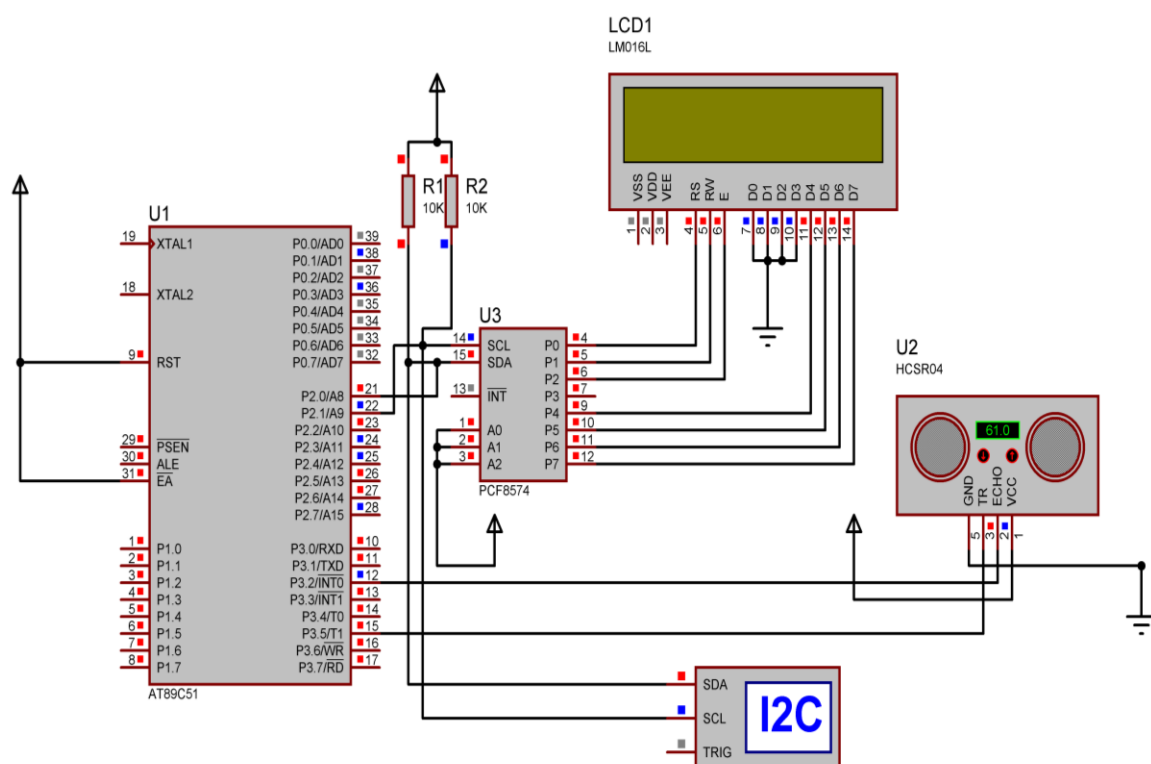 LCD1
LM016L
VSS VDD VEE RS RW E D0 D1 D2 D3 D4 D5 D6 D7
1 2 3 4 5 6 7 8 9 10 11 12 13 14
R1
10K
R2
10K
U1
19 XTAL1 P0.0/AD0 39
P0.1/AD1 38
P0.2/AD2 37
18 XTAL2 P0.3/AD3 36
P0.4/AD4 35
P0.5/AD5 34
P0.6/AD6 33
9 RST P0.7/AD7 32
P2.0/A8 21
P2.1/A9 22
P2.2/A10 23
29 PSEN P2.3/A11 24
30 ALE P2.4/A12 25
31 EA P2.5/A13 26
P2.6/A14 27
P2.7/A15 28
1 P1.0 P3.0/RXD 10
2 P1.1 P3.1/TXD 11
3 P1.2 P3.2/INT0 12
4 P1.3 P3.3/INT1 13
5 P1.4 P3.4/T0 14
6 P1.5 P3.5/T1 15
7 P1.6 P3.6/WR 16
8 P1.7 P3.7/RD 17
AT89C51
U3
14 SCL P0 4
15 SDA P1 5
P2 6
13 INT P3 7
P4 9
1 A0 P5 10
2 A1 P6 11
3 A2 P7 12
PCF8574
U2
HCSR04
61.0
GND TR ECHO VCC
5 3 2 1
SDA
SCL
TRIG
I2C